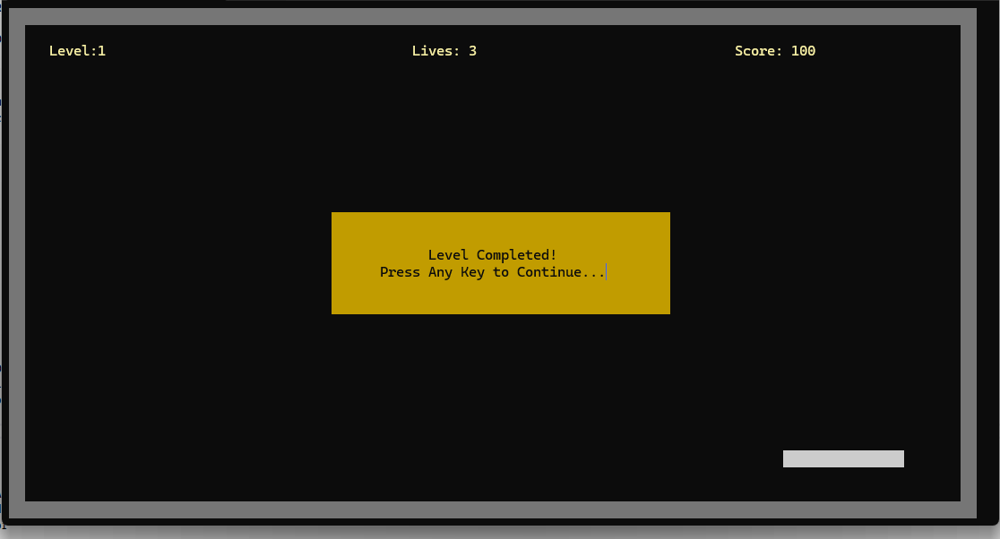 Level:1
Lives: 3
Score: 100
Level Completed!
Press Any Key to Continue...